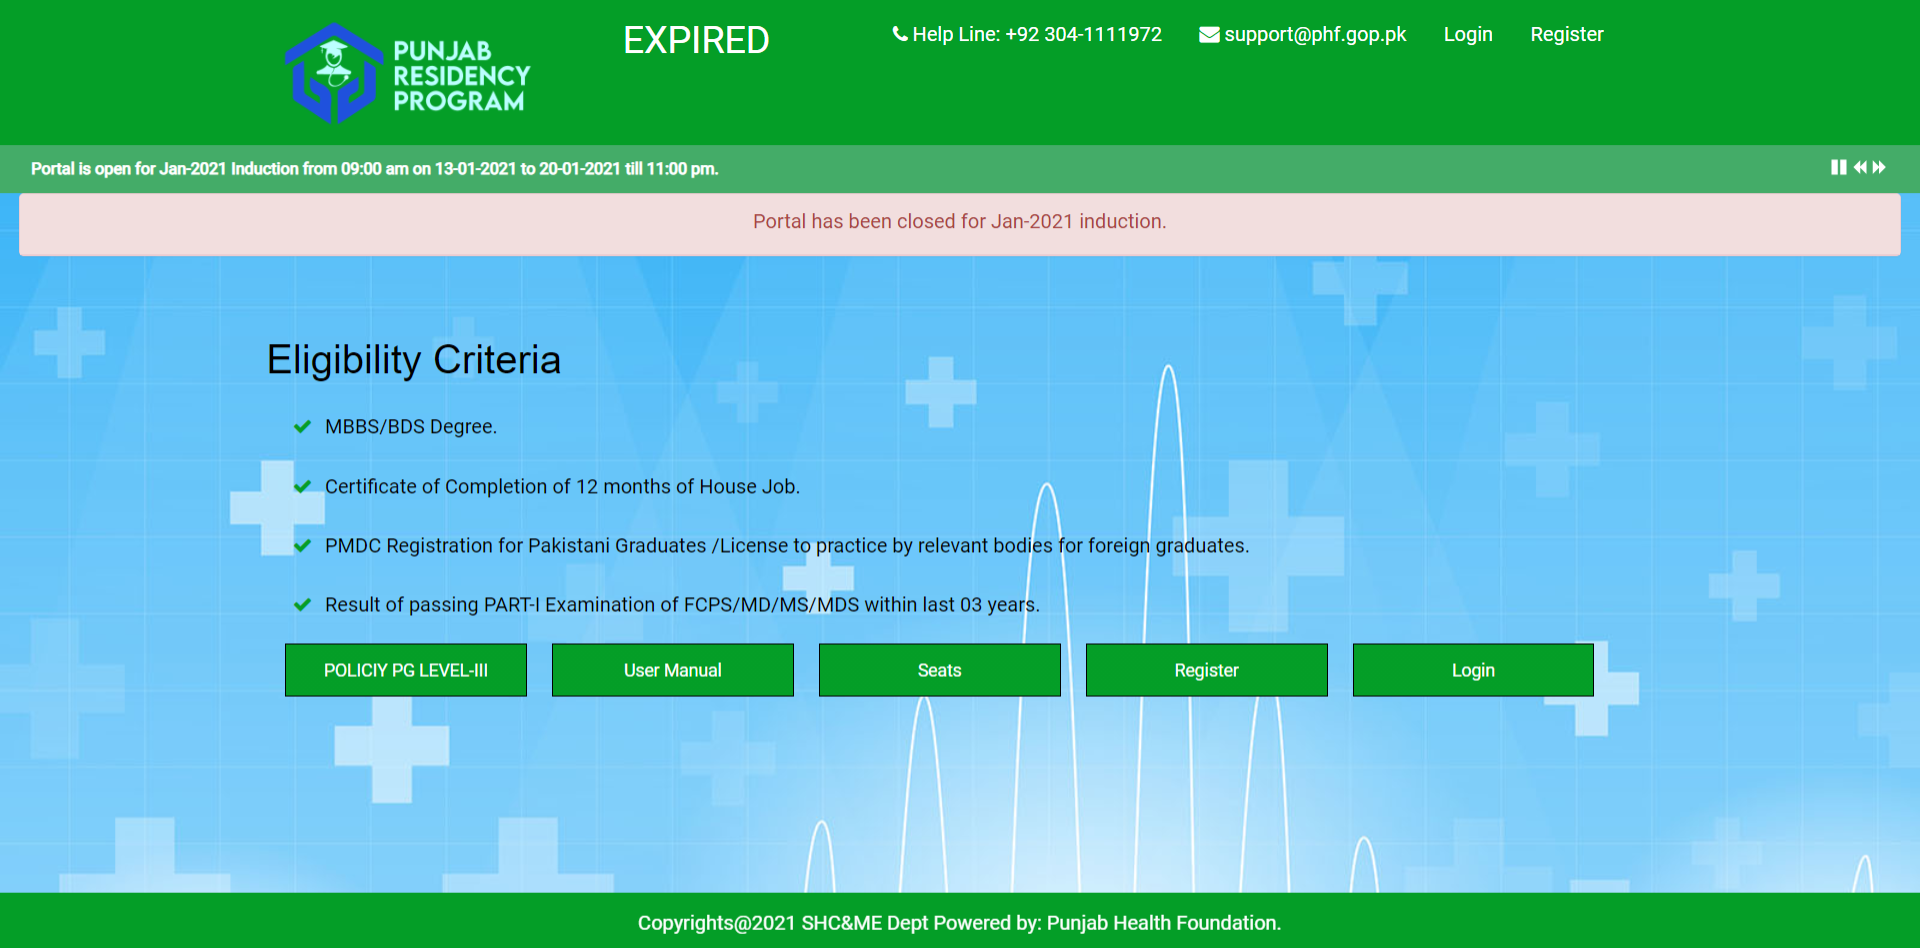 PUNJAB
RESIDENCY
PROGRAM
EXPIRED
Help Line: +92 304-1111972
support@phf.gop.pk
Login
Register
Portal is open for Jan-2021 Induction from 09:00 am on 13-01-2021 to 20-01-2021 till 11:00 pm.
Portal has been closed for Jan-2021 induction.
Eligibility Criteria
MBBS/BDS Degree.
Certificate of Completion of 12 months of House Job.
PMDC Registration for Pakistani Graduates /License to practice by relevant bodies for foreign graduates.
Result of passing PART-I Examination of FCPS/MD/MS/MDS within last 03 years.
POLICIY PG LEVEL-III
User Manual
Seats
Register
Login
Copyrights@2021 SHC&ME Dept Powered by: Punjab Health Foundation.